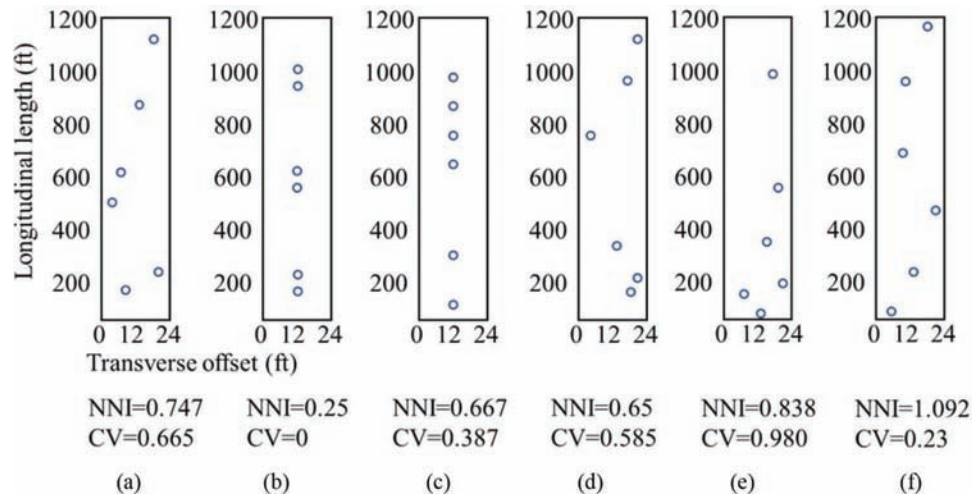 Longitudinal length (ft)
1200 1200 1200 1200 1200 1200
1000 1000 1000 1000 1000 1000
800 800 800 800 800 800
600 600 600 600 600 600
400 400 400 400 400 400
200 200 200 200 200 200
0 12 24 0 12 24 0 12 24 0 12 24 0 12 24 0 12 24
Transverse offset (ft)
NNI=0.747 NNI=0.25 NNI=0.667 NNI=0.65 NNI=0.838 NNI=1.092
CV=0.665 CV=0 CV=0.387 CV=0.585 CV=0.980 CV=0.23
(a) (b) (c) (d) (e) (f)